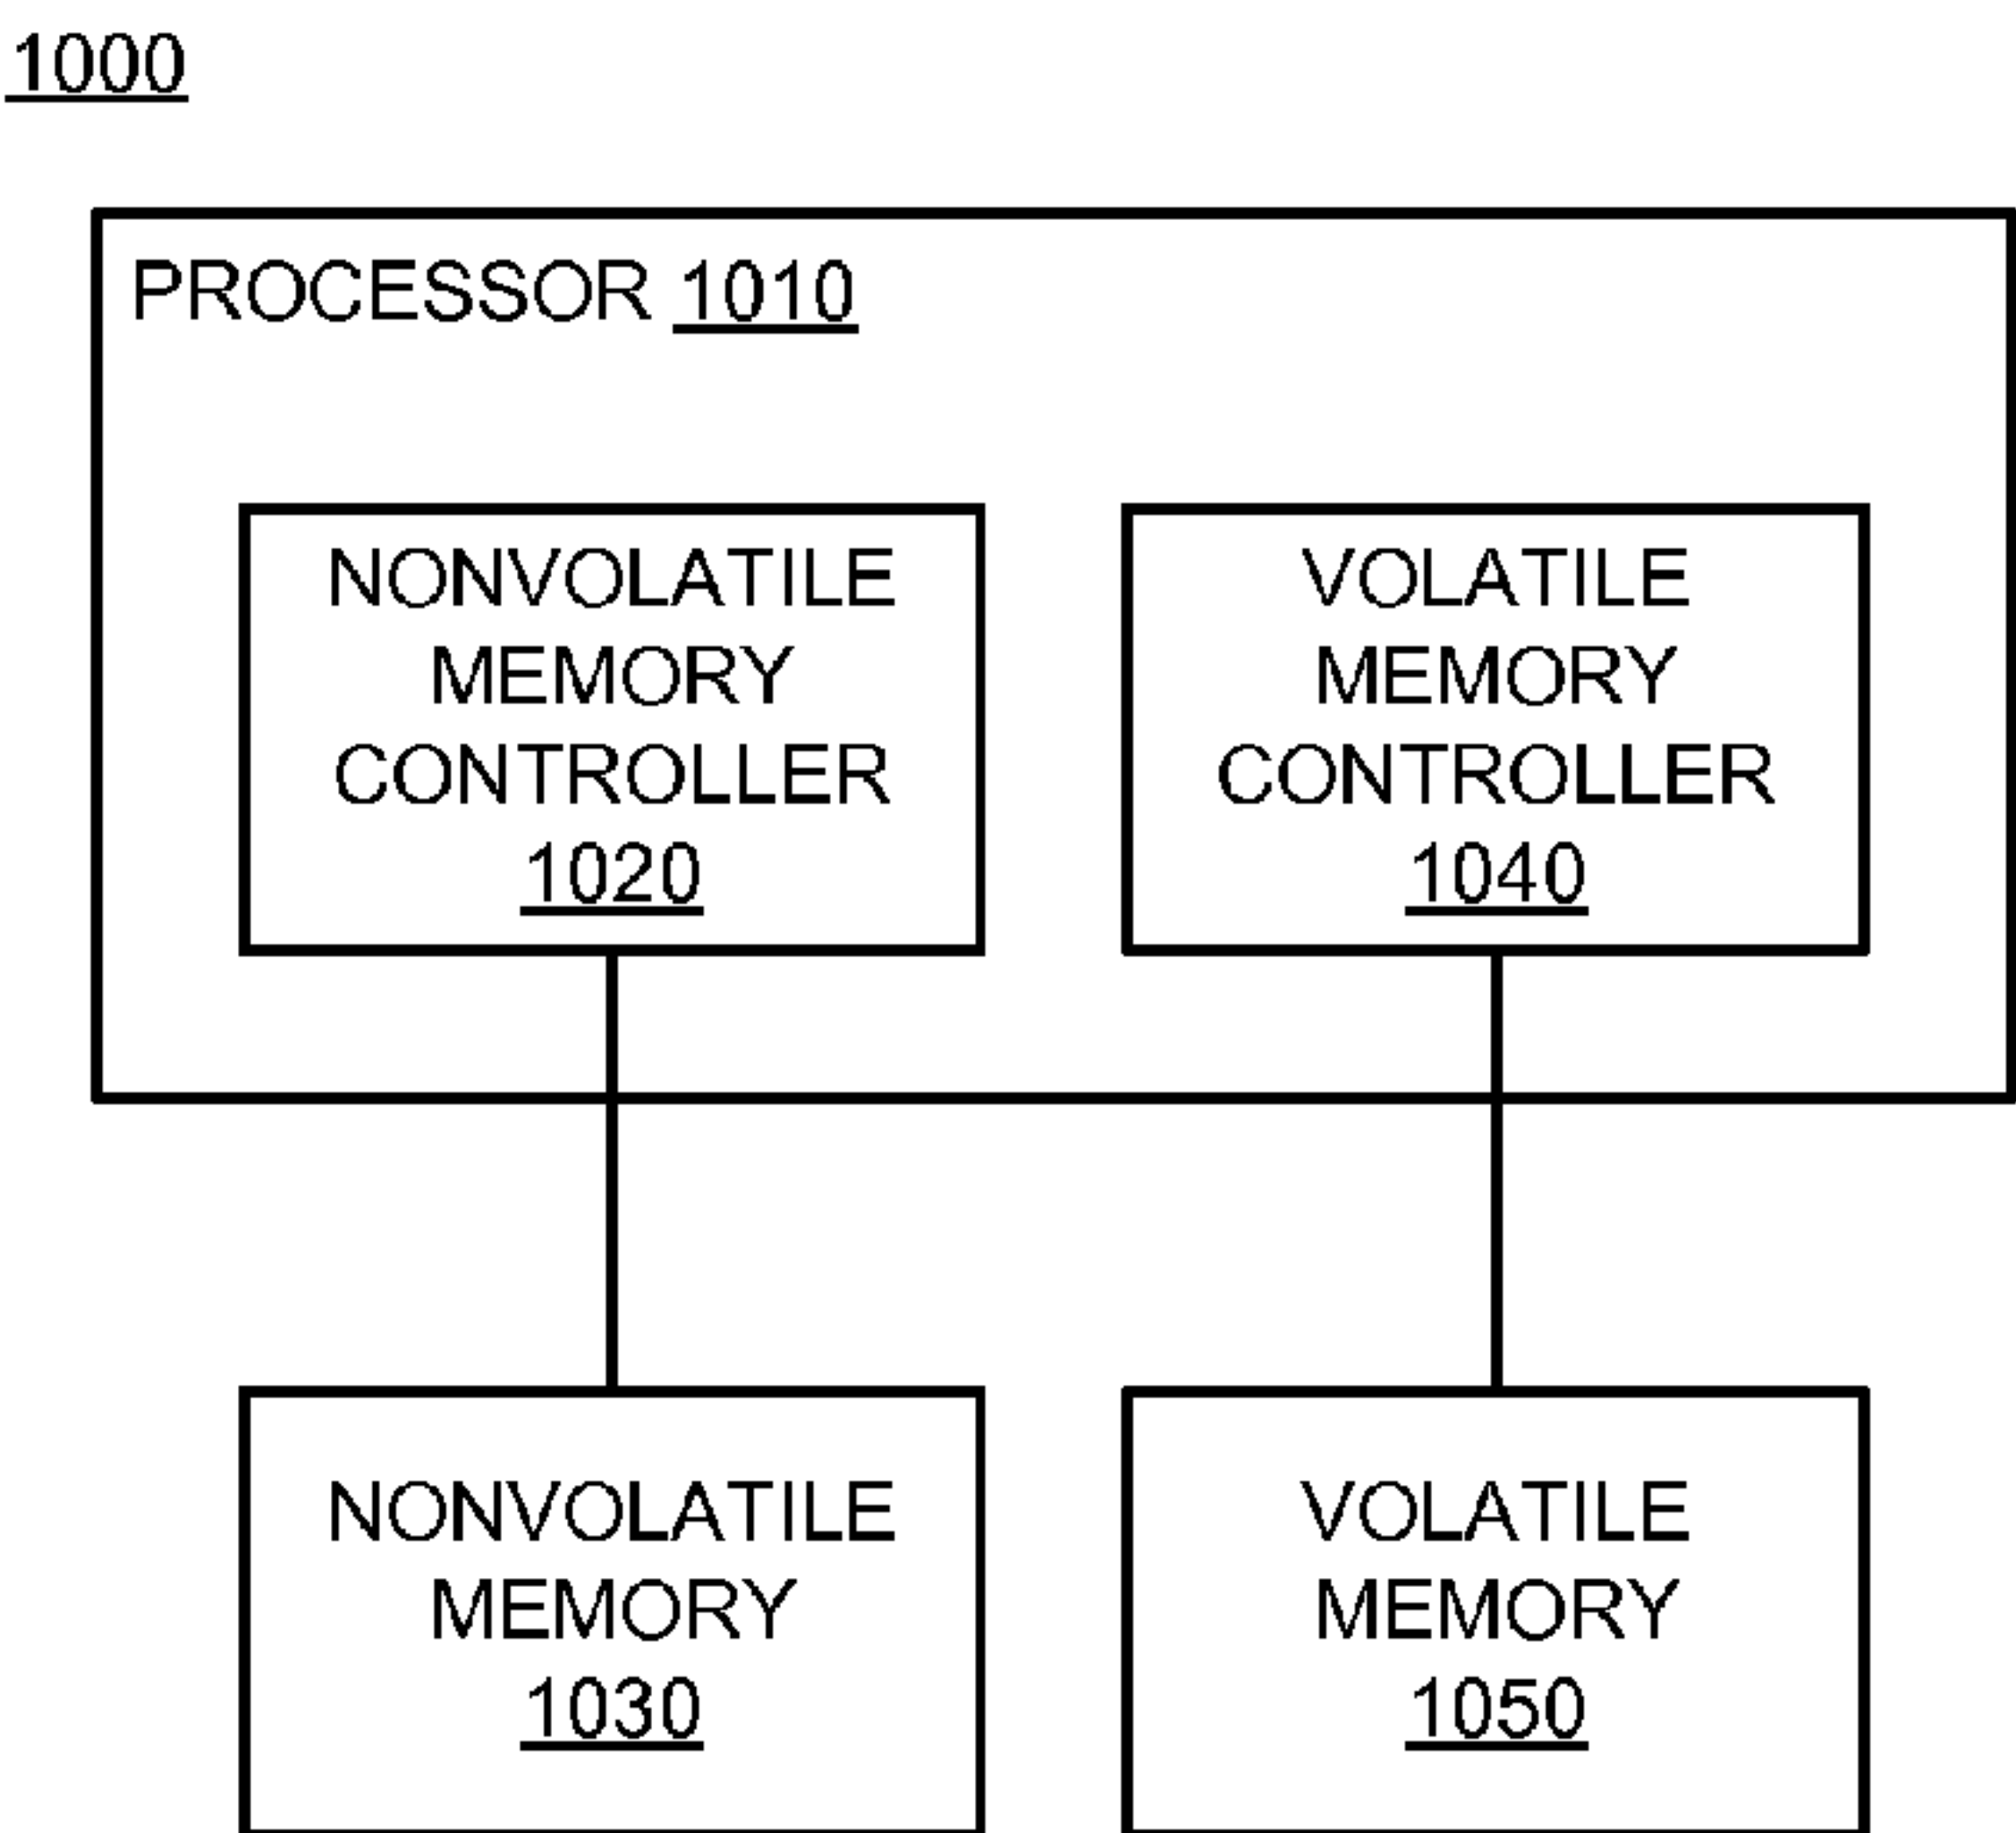 1000
PROCESSOR 1010
NONVOLATILE
MEMORY
CONTROLLER
1020
VOLATILE
MEMORY
CONTROLLER
1040
NONVOLATILE
MEMORY
1030
VOLATILE
MEMORY
1050